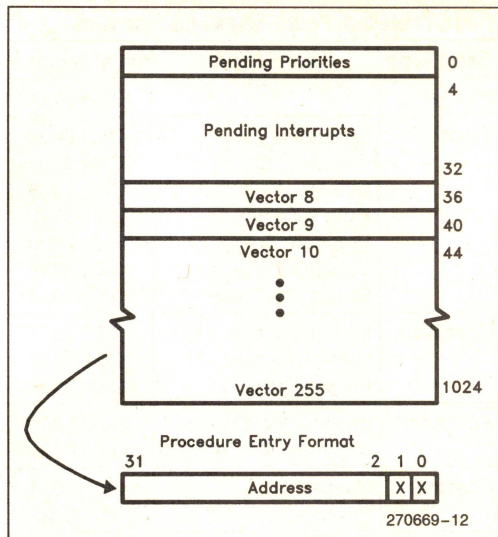 Pending Priorities 0
4
Pending Interrupts
32
Vector 8 36
Vector 9 40
Vector 10 44
Vector 255 1024
Procedure Entry Format
31 2 1 0
Address X X
270669-12